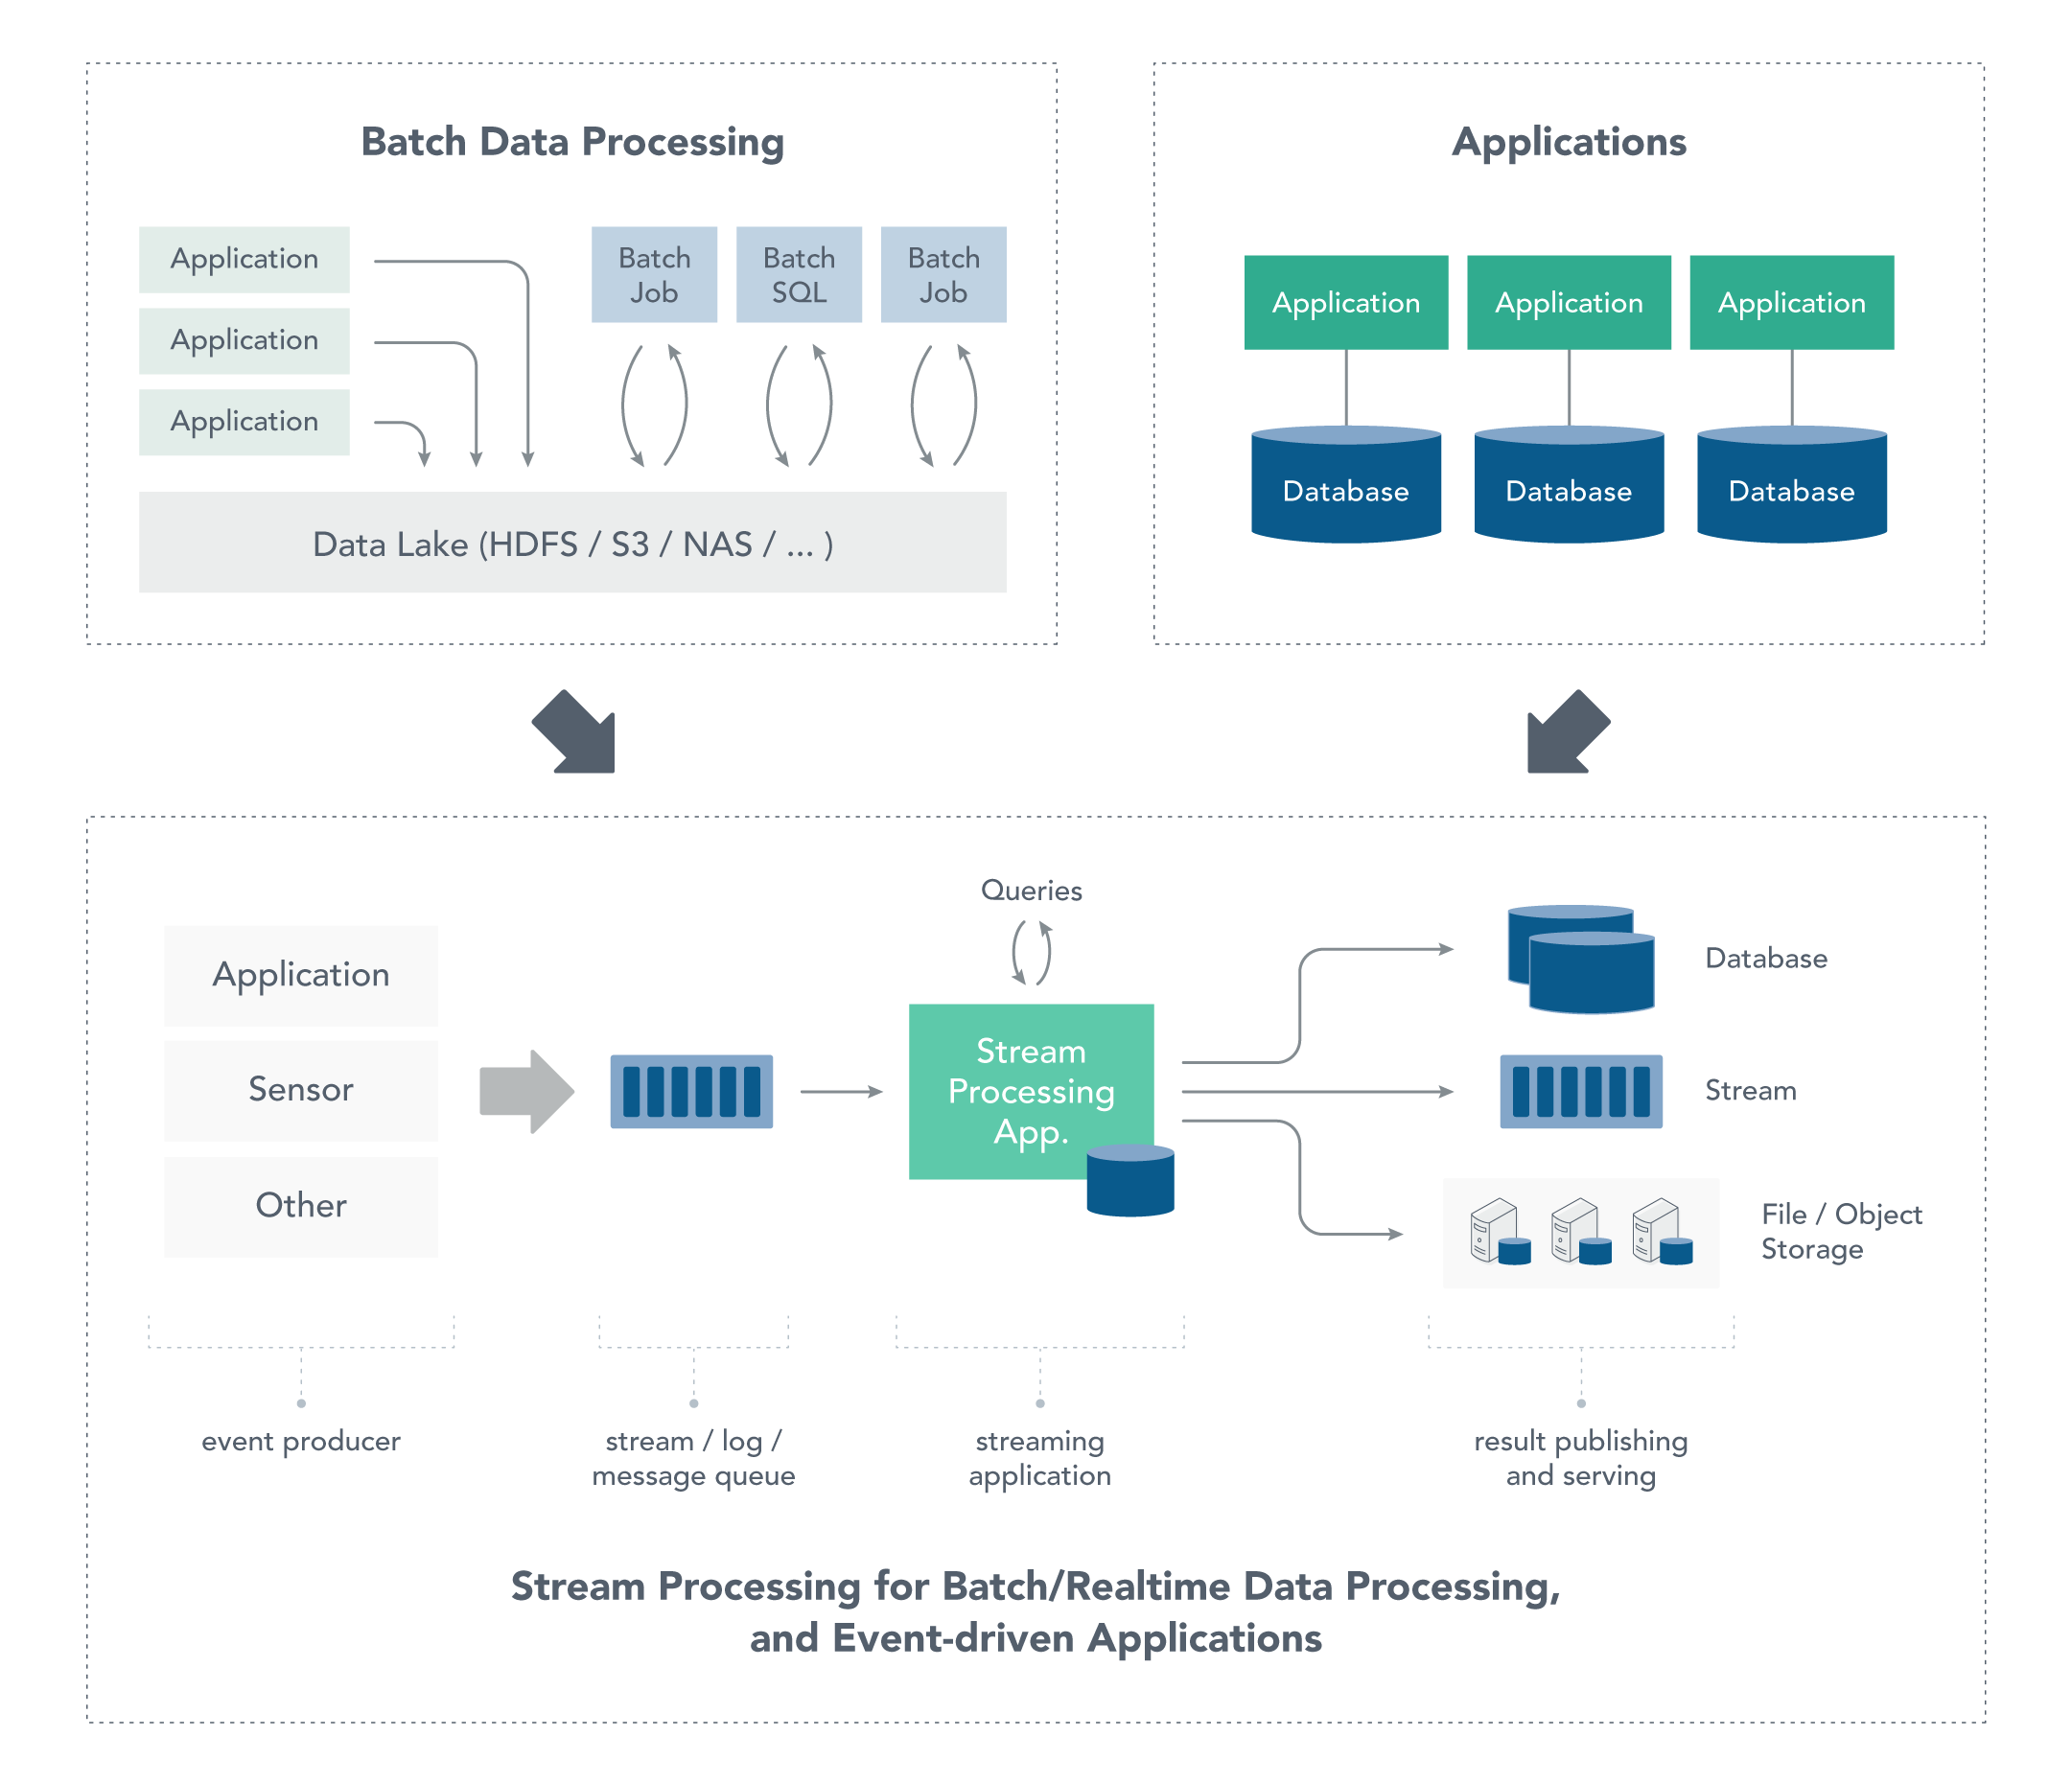 Batch Data Processing
Application
Application
Application
Batch
Job
Batch
SQL
Batch
Job
Data Lake (HDFS / S3 / NAS / ... )
Applications
Application
Application
Application
Database
Database
Database
Application
Sensor
Other
Queries
Stream
Processing
App.
Database
Stream
File / Object
Storage
event producer
stream / log /
message queue
streaming
application
result publishing
and serving
Stream Processing for Batch/Realtime Data Processing,
and Event-driven Applications